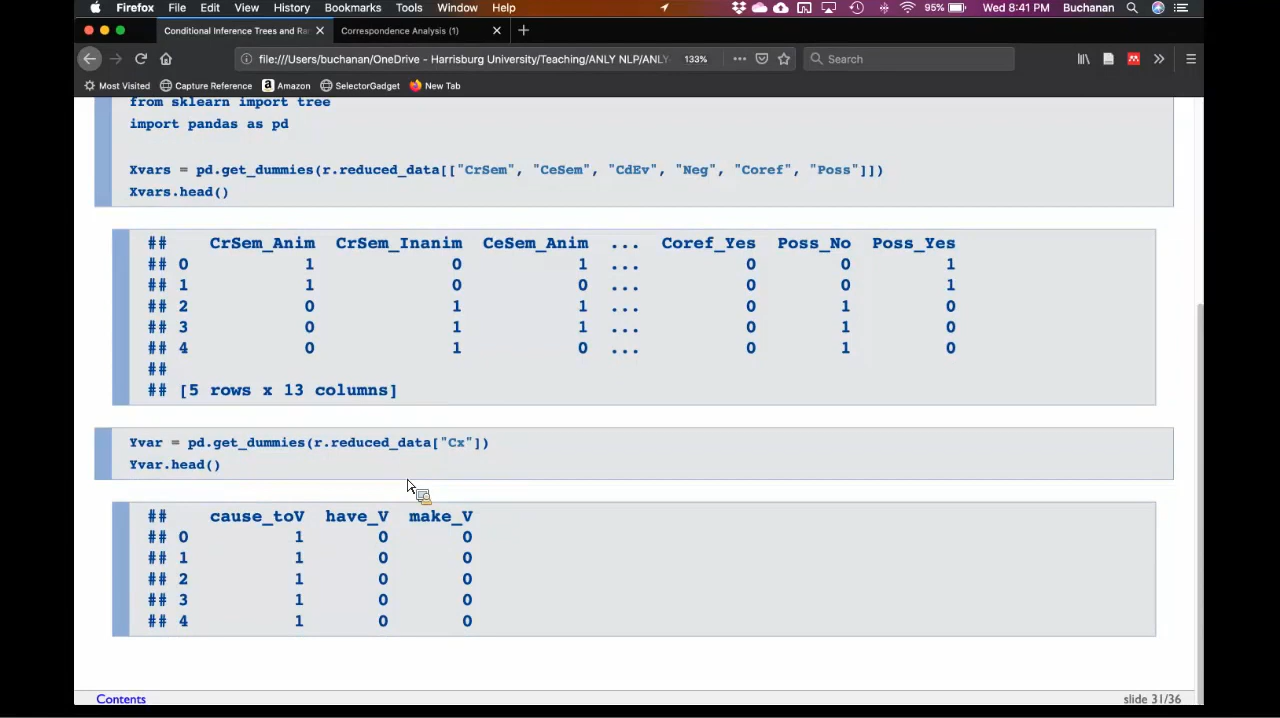 Firefox File Edit View History Bookmarks Tools Window Help 95% Wed 8:41 PM Buchanan
Conditional Inference Trees and Ra Correspondence Analysis (1)
file:///Users/buchanan/OneDrive - Harrisburg University/Teaching/ANLY NLP/ANLY- 133% Search
Most Visited Capture Reference Amazon SelectorGadget New Tab
from sklearn import tree
import pandas as pd
Xvars = pd.get_dummies(r.reduced_data[["CrSem", "CeSem", "CdEv", "Neg", "Coref", "Poss"]])
Xvars.head()
## CrSem_Anim CrSem_Inanim CeSem_Anim ... Coref_Yes Poss_No Poss_Yes
## 0 1 0 1 ... 0 0 1
## 1 1 0 0 ... 0 0 1
## 2 0 1 1 ... 0 1 0
## 3 0 1 1 ... 0 1 0
## 4 0 1 0 ... 0 1 0
##
## [5 rows x 13 columns]
Yvar = pd.get_dummies(r.reduced_data["Cx"])
Yvar.head()
## cause_toV have_V make_V
## 0 1 0 0
## 1 1 0 0
## 2 1 0 0
## 3 1 0 0
## 4 1 0 0
Contents slide 31/36